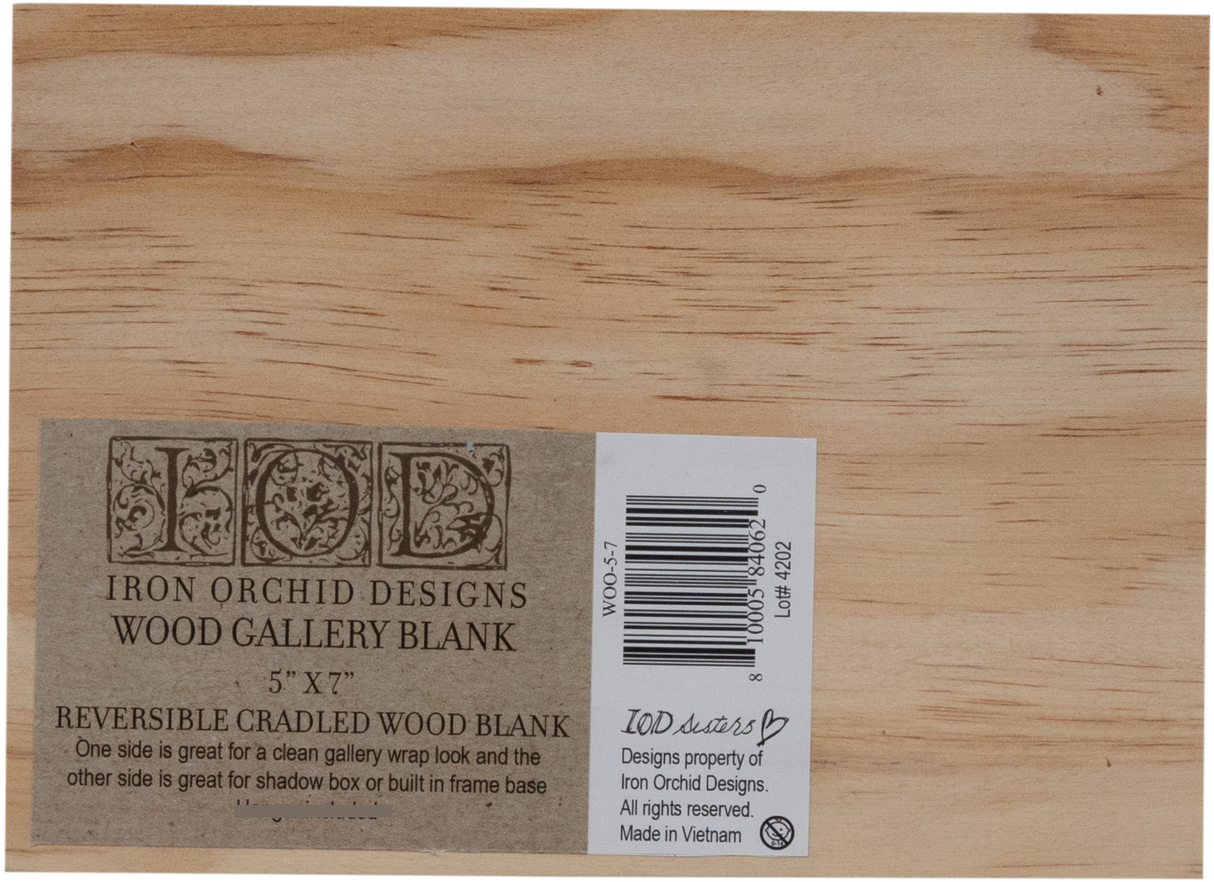 IOD
IRON ORCHID DESIGNS
WOOD GALLERY BLANK
5” X 7”
REVERSIBLE CRADLED WOOD BLANK
One side is great for a clean gallery wrap look and the
other side is great for shadow box or built in frame base
WOO-5-7
8 10005 84062 0
Lot# 4202
IOD sisters
Designs property of
Iron Orchid Designs.
All rights reserved.
Made in Vietnam